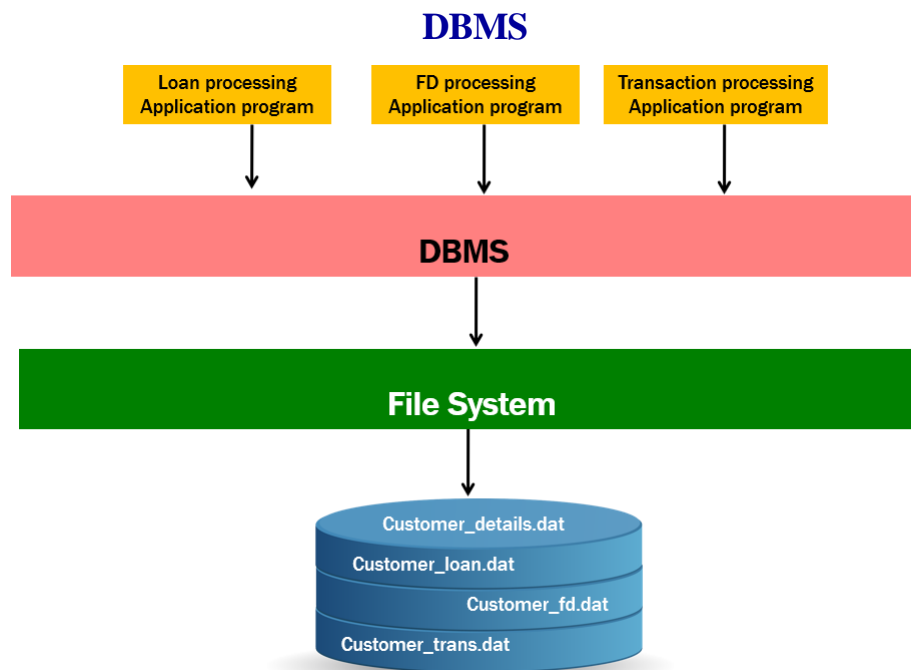 DBMS
Loan processing
Application program
FD processing
Application program
Transaction processing
Application program
DBMS
File System
Customer_details.dat
Customer_loan.dat
Customer_fd.dat
Customer_trans.dat